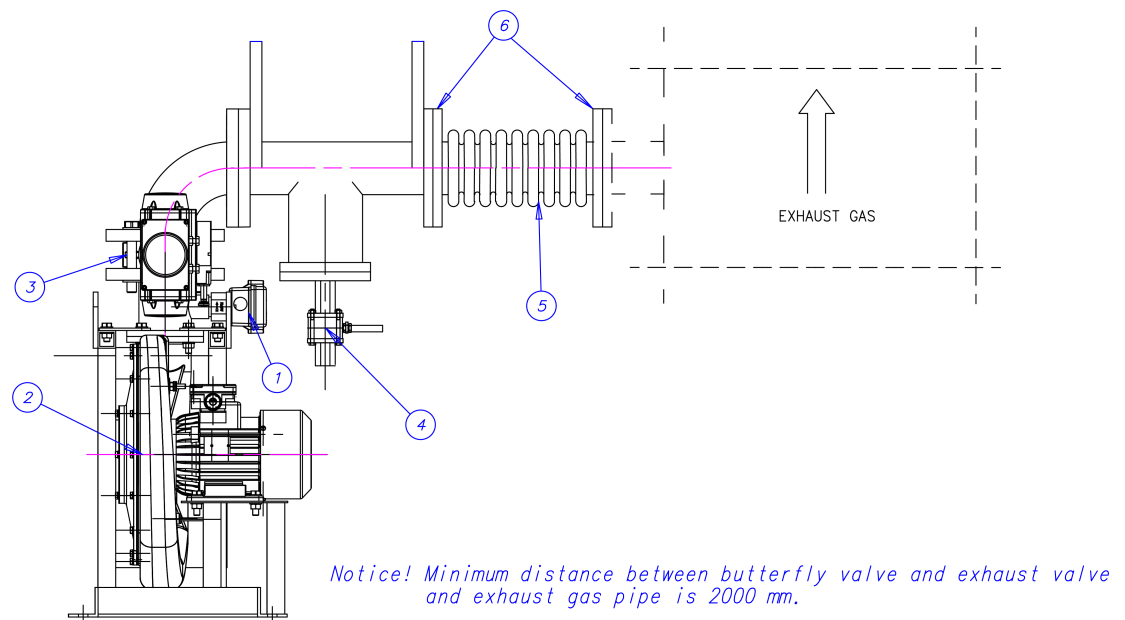 6
EXHAUST GAS
3
5
1
2
4
Notice! Minimum distance between butterfly valve and exhaust valve
and exhaust gas pipe is 2000 mm.